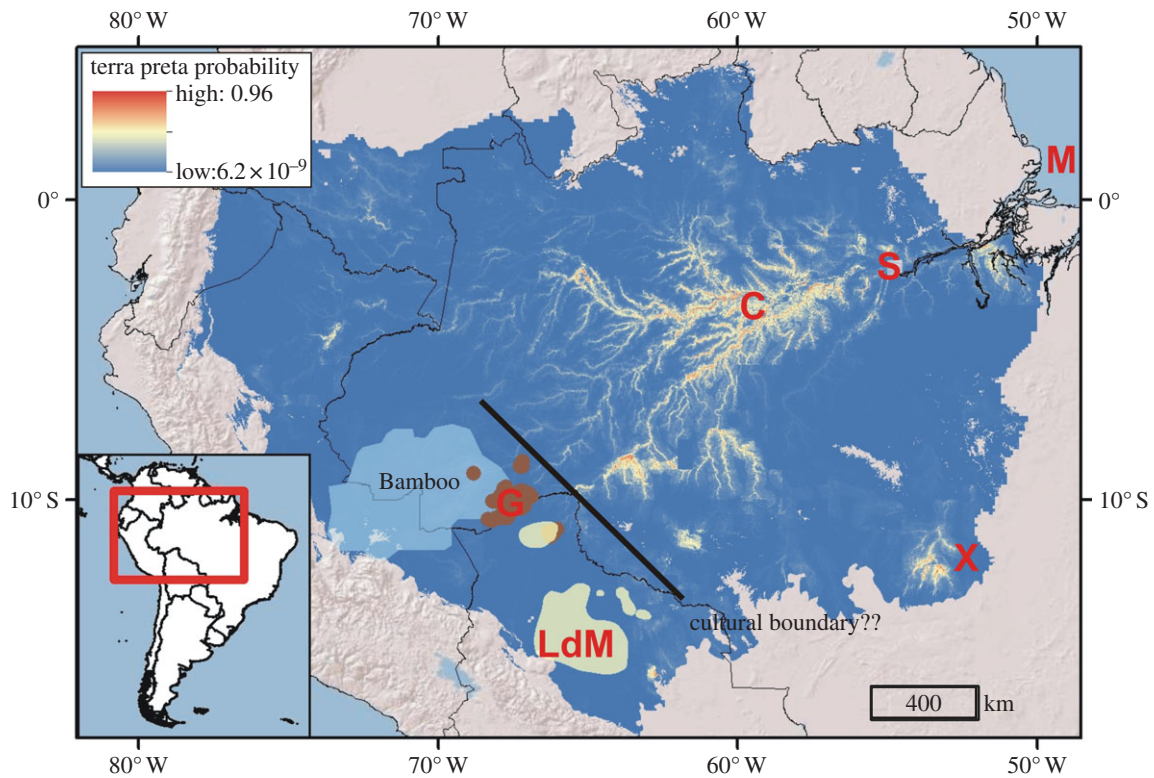 80° W 70° W 60° W 50° W
terra preta probability
high: 0.96
low:6.2 × 10⁻⁹
M
0° 0°
S
C
Bamboo
10° S G 10° S
X
cultural boundary??
LdM
400 km
80° W 70° W 60° W 50° W